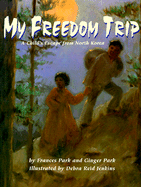 MY FREEDOM TRIP
A Child's Escape from North Korea
by Frances Park and Ginger Park
Illustrated by Debra Reid Jenkins